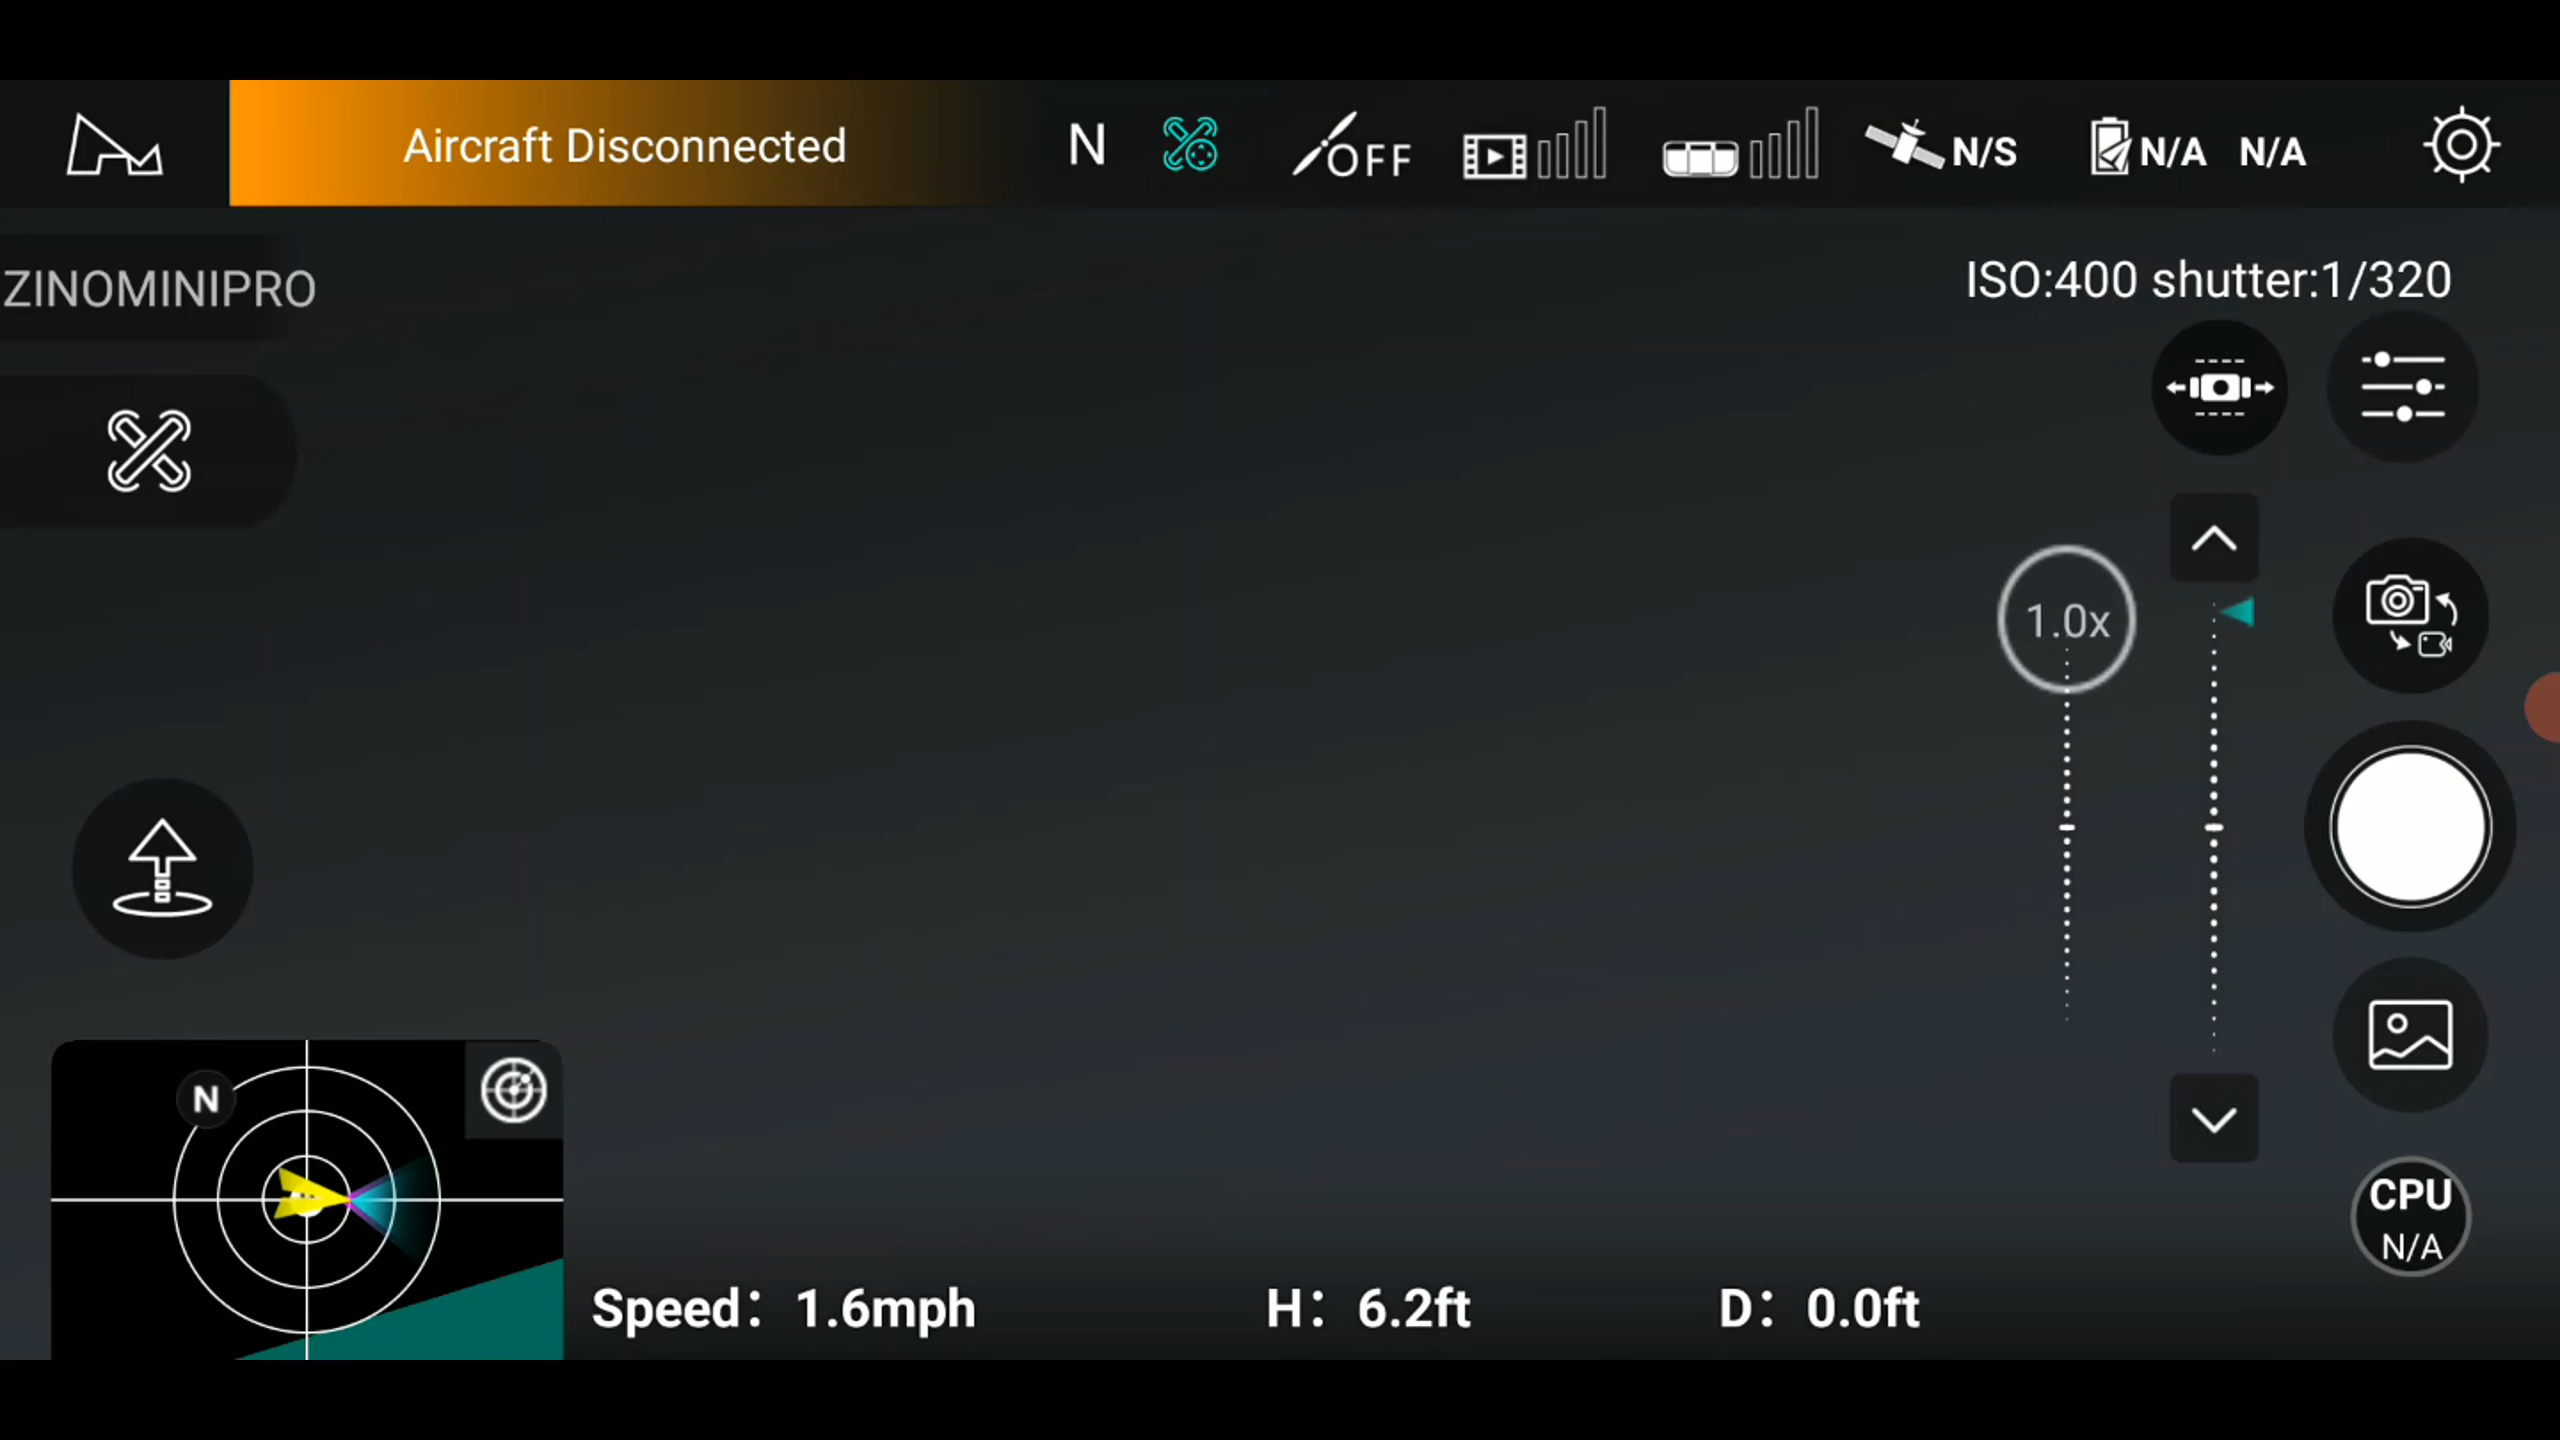 Aircraft Disconnected N OFF N/S N/A N/A
ZINOMINIPRO
ISO:400 shutter:1/320
1.0x
N
CPU
N/A
Speed: 1.6mph H: 6.2ft D: 0.0ft